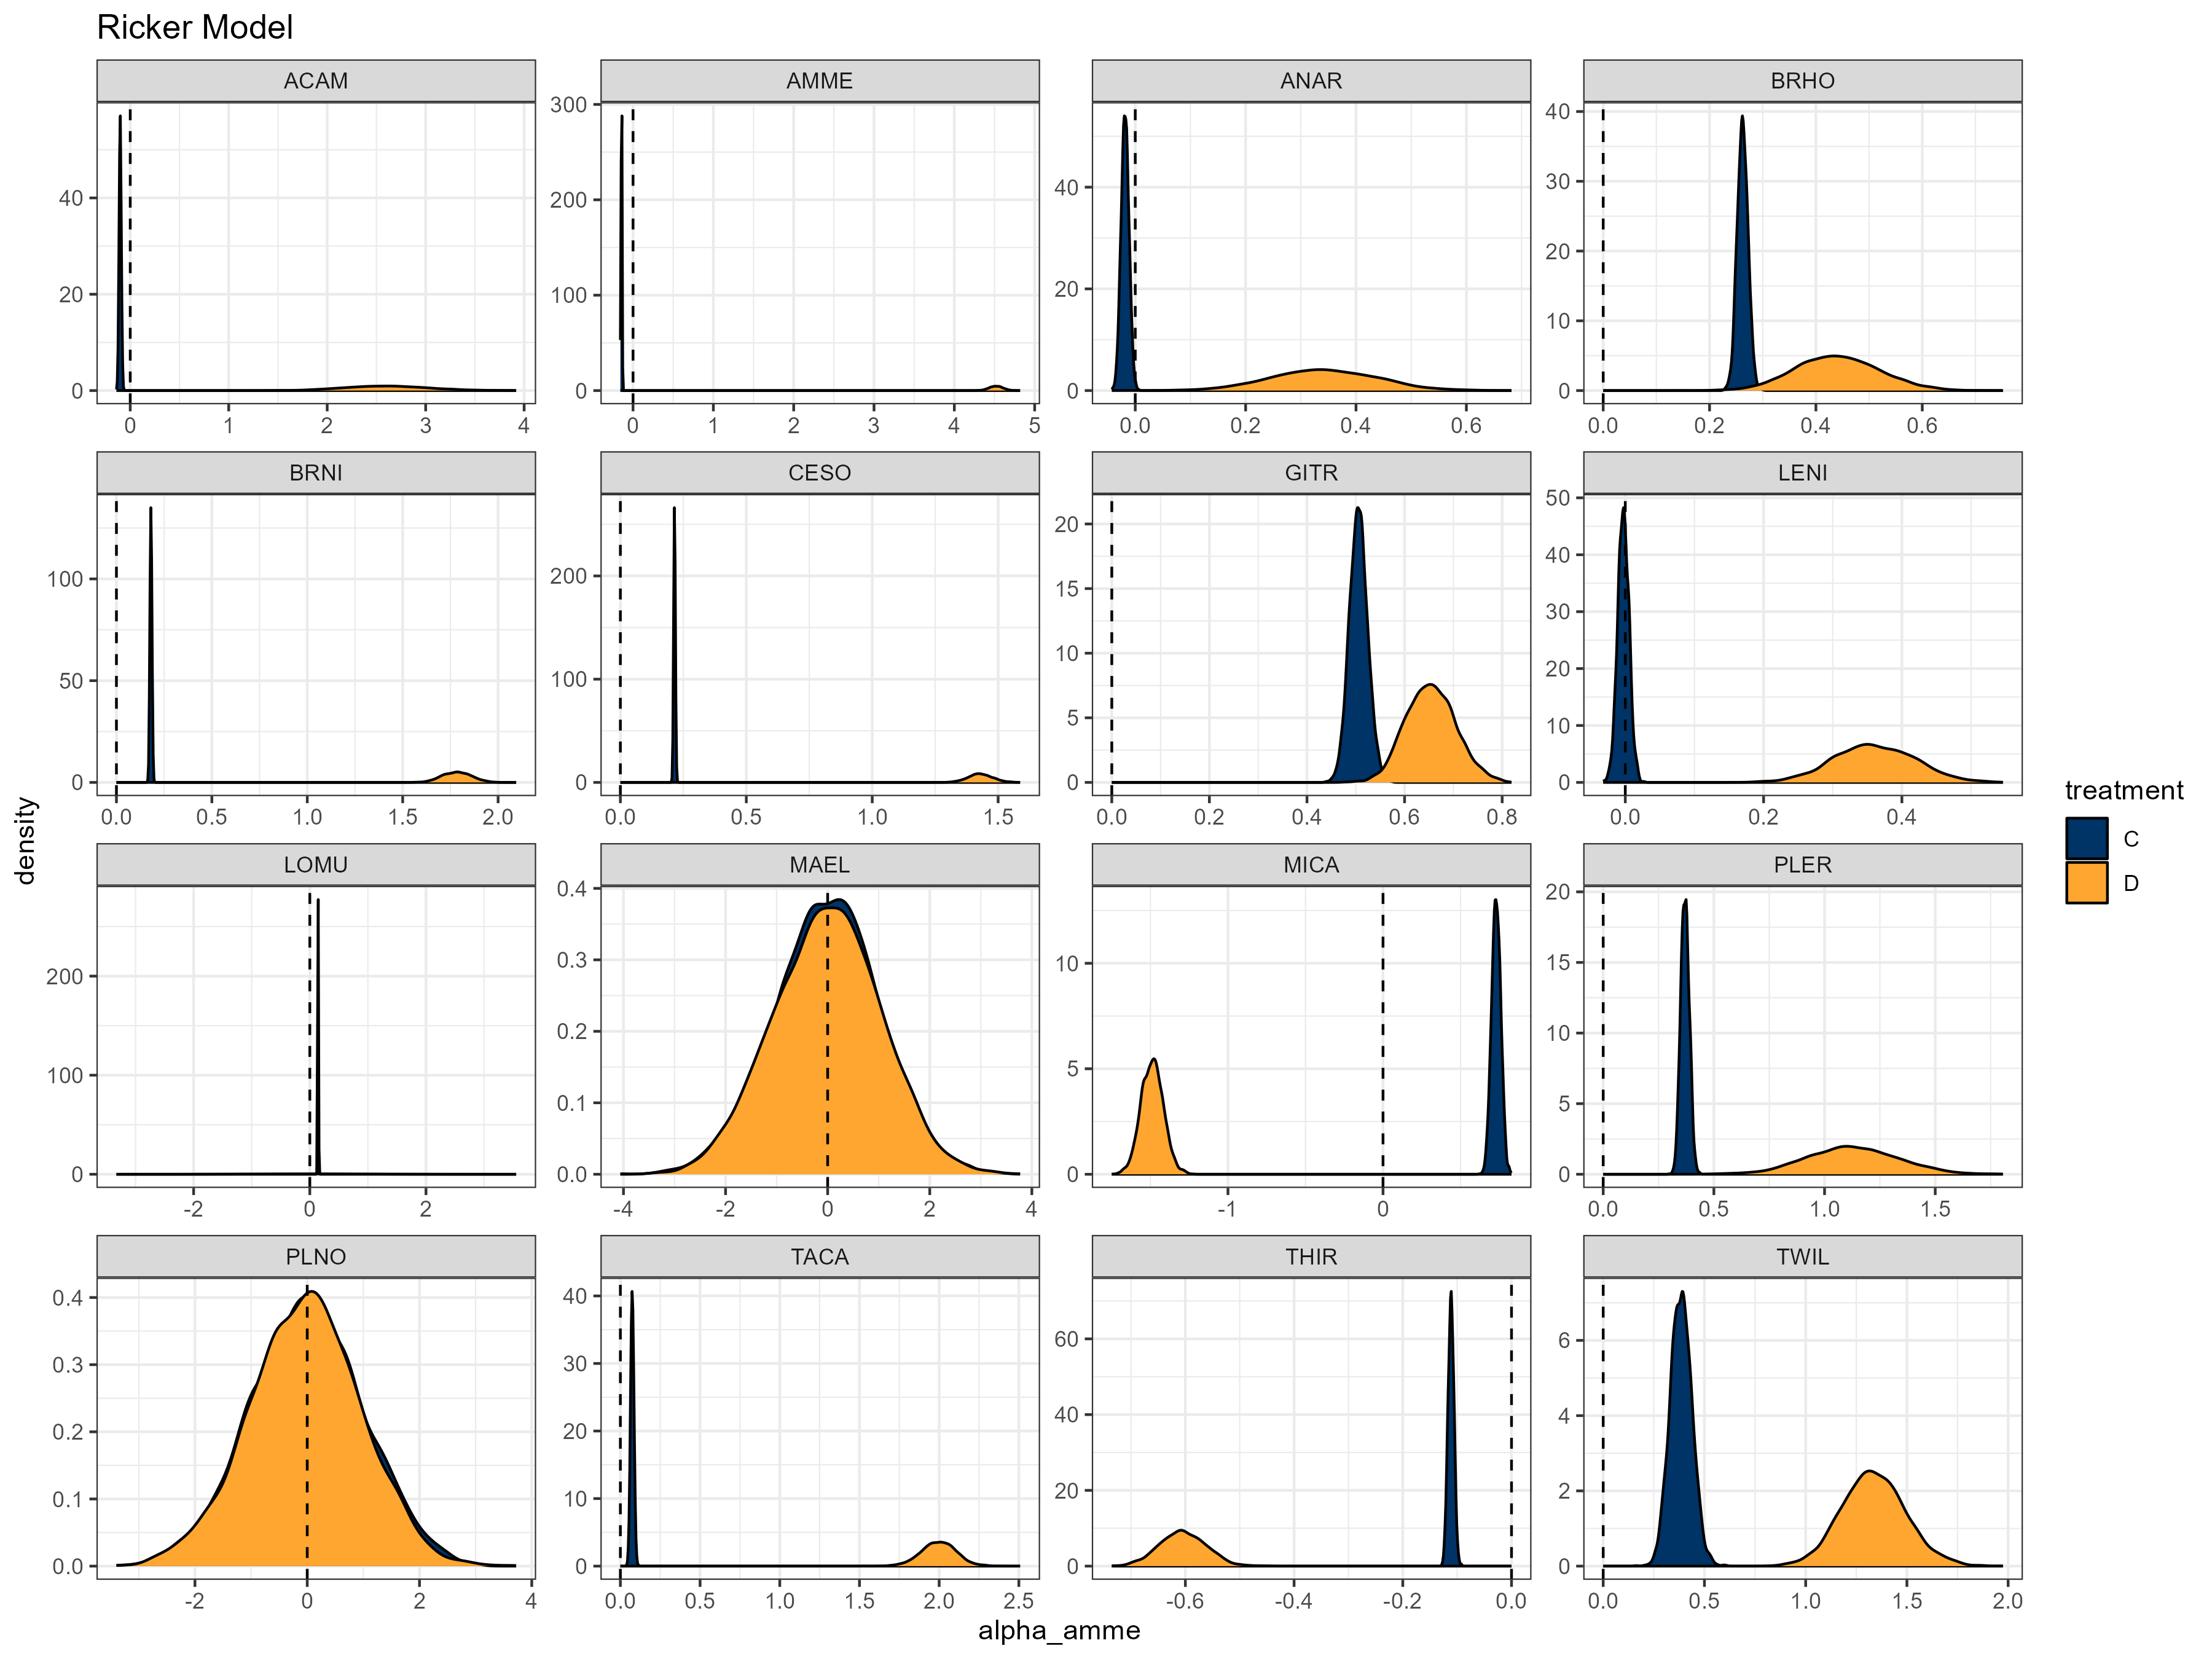 Ricker Model
ACAM AMME ANAR BRHO
40
20
0
0 1 2 3 4
300
200
100
0
0 1 2 3 4 5
40
20
0
0.0 0.2 0.4 0.6
40
30
20
10
0
0.0 0.2 0.4 0.6
BRNI CESO GITR LENI
100
50
0
0.0 0.5 1.0 1.5 2.0
200
100
0
0.0 0.5 1.0 1.5
20
15
10
5
0
0.0 0.2 0.4 0.6 0.8
50
40
30
20
10
0
0.0 0.2 0.4
LOMU MAEL MICA PLER
200
100
0
-2 0 2
0.4
0.3
0.2
0.1
0.0
-4 -2 0 2 4
10
5
0
-1 0
20
15
10
5
0
0.0 0.5 1.0 1.5
PLNO TACA THIR TWIL
0.4
0.3
0.2
0.1
0.0
-2 0 2 4
40
30
20
10
0
0.0 0.5 1.0 1.5 2.0 2.5
60
40
20
0
-0.6 -0.4 -0.2 0.0
6
4
2
0
0.0 0.5 1.0 1.5 2.0
density
alpha_amme
treatment
C
D